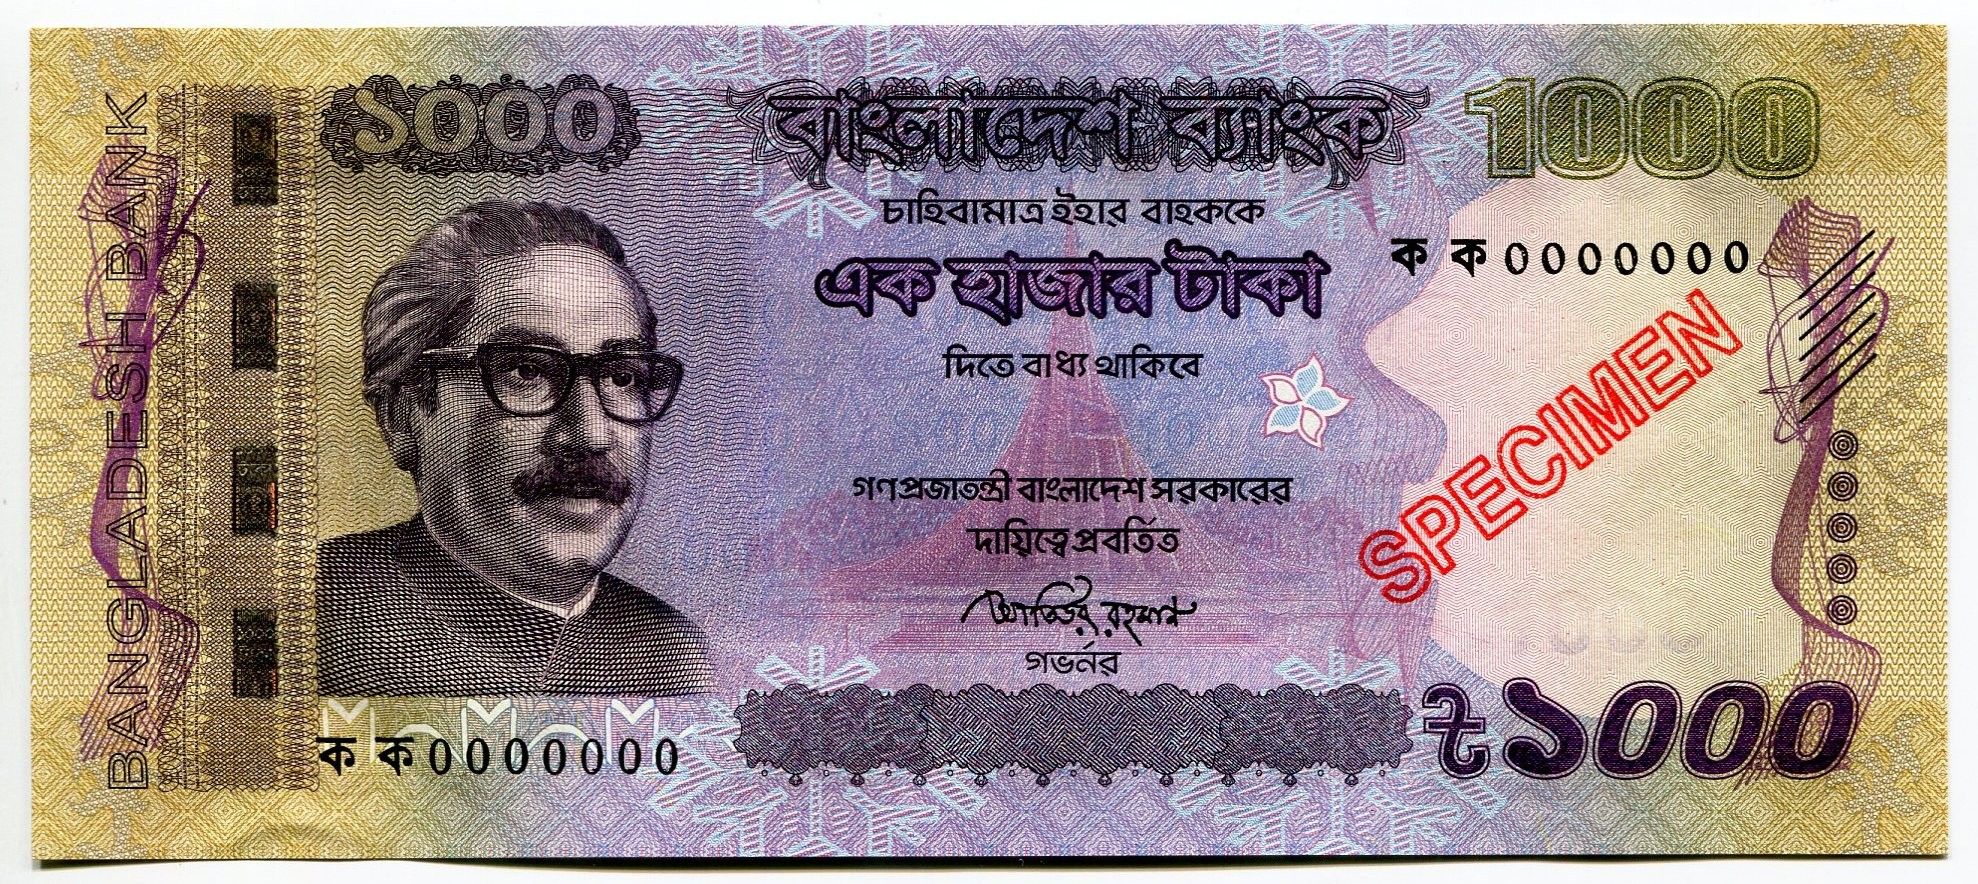 BANGLADESH BANK
১০০০
বাংলাদেশ ব্যাংক
1000
চাহিবামাত্র ইহার বাহককে
এক হাজার টাকা
দিতে বাধ্য থাকিবে
ক ক 0000000
SPECIMEN
গণপ্রজাতন্ত্রী বাংলাদেশ সরকারের
দায়িত্বে প্রবর্তিত
আতিউর রহমান
গভর্নর
ক ক 0000000
৳১০০০